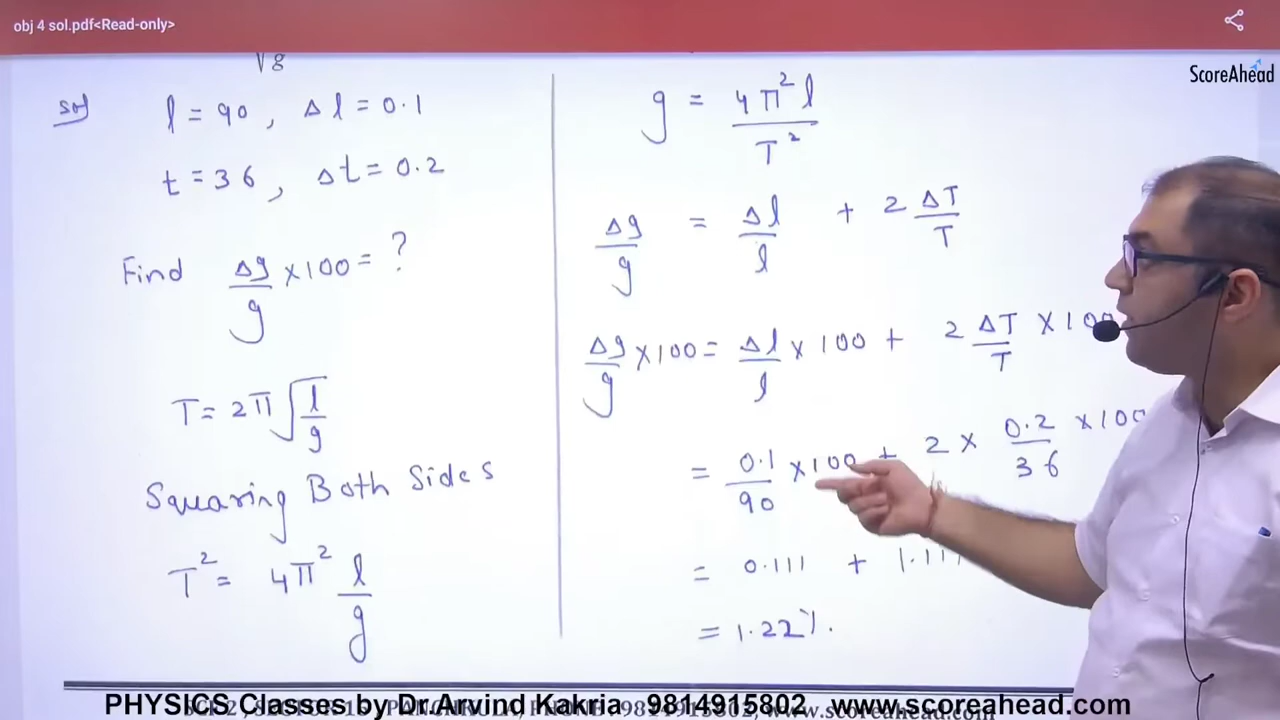 obj 4 sol.pdf<Read-only>
ScoreAhead
√g
Sol l = 90 , Δl = 0.1
t = 36 , Δt = 0.2
Find Δg/g × 100 = ?
T = 2π√(l/g)
Squaring Both Sides
T² = 4π² l/g
g = 4π² l/T²
Δg/g = Δl/l + 2 ΔT/T
Δg/g × 100 = Δl/l × 100 + 2 ΔT/T × 100
= 0.1/90 × 100 + 2 × 0.2/36 × 100
= 0.111 + 1.111
= 1.22%.
PHYSICS Classes by Dr.Arvind Kakria 9814915802 www.scoreahead.com